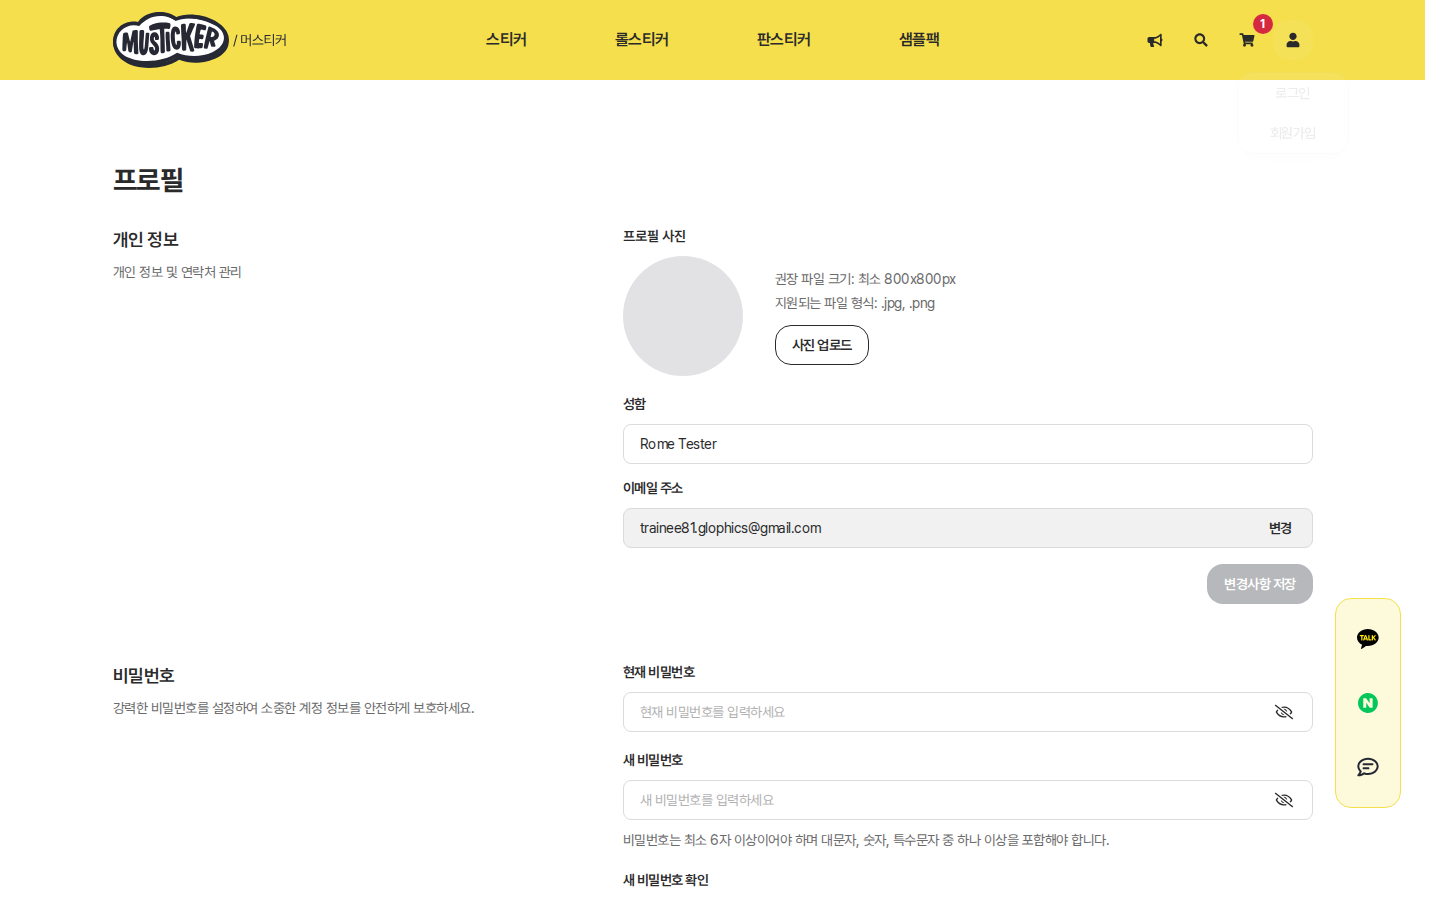 MUSTICKER / 머스티커
스티커
롤스티커
판스티커
샘플팩
1
로그인
회원가입
프로필
개인 정보
개인 정보 및 연락처 관리
프로필 사진
권장 파일 크기: 최소 800x800px
지원되는 파일 형식: .jpg, .png
사진 업로드
성함
Rome Tester
이메일 주소
trainee81.glophics@gmail.com
변경
변경사항 저장
TALK
N
비밀번호
강력한 비밀번호를 설정하여 소중한 계정 정보를 안전하게 보호하세요.
현재 비밀번호
현재 비밀번호를 입력하세요
새 비밀번호
새 비밀번호를 입력하세요
비밀번호는 최소 6자 이상이어야 하며 대문자, 숫자, 특수문자 중 하나 이상을 포함해야 합니다.
새 비밀번호 확인